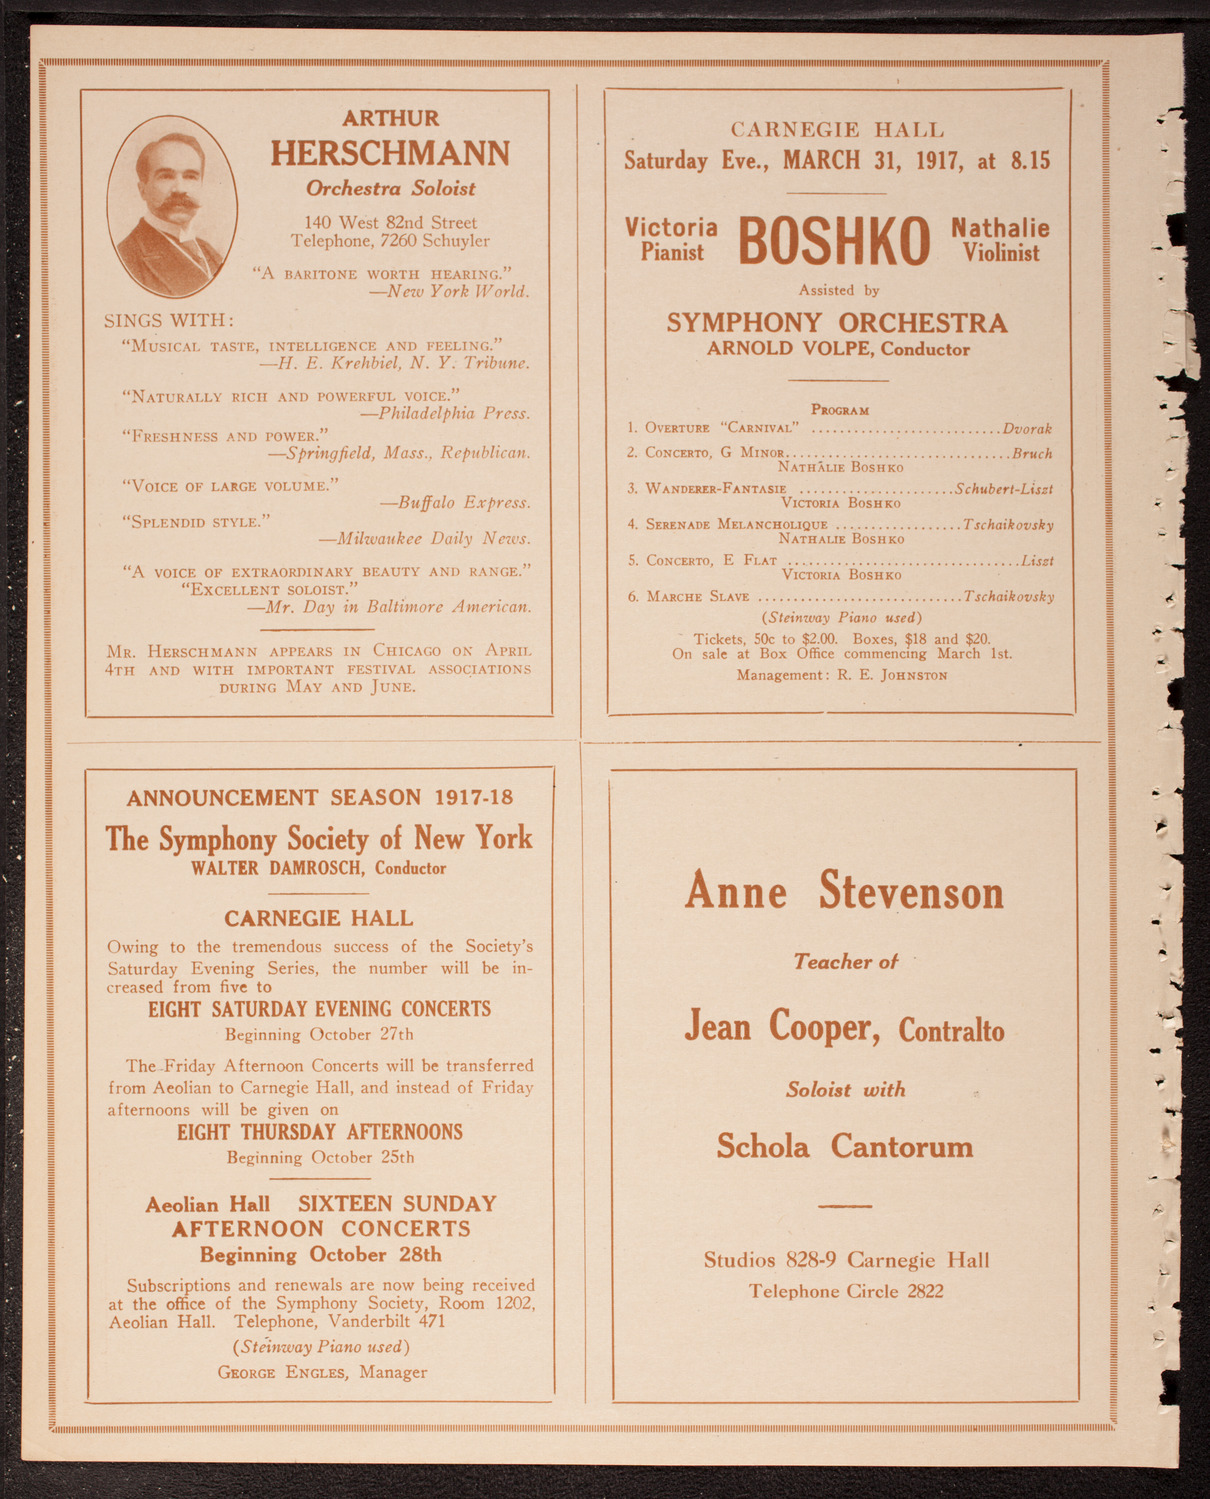 ARTHUR
HERSCHMANN
Orchestra Soloist
140 West 82nd Street
Telephone, 7260 Schuyler
“A BARITONE WORTH HEARING.”
—New York World.
SINGS WITH:
“MUSICAL TASTE, INTELLIGENCE AND FEELING.”
—H. E. Krehbiel, N. Y. Tribune.
“NATURALLY RICH AND POWERFUL VOICE.”
—Philadelphia Press.
“FRESHNESS AND POWER.”
—Springfield, Mass., Republican.
“VOICE OF LARGE VOLUME.”
—Buffalo Express.
“SPLENDID STYLE.”
—Milwaukee Daily News.
“A VOICE OF EXTRAORDINARY BEAUTY AND RANGE.”
“EXCELLENT SOLOIST.”
—Mr. Day in Baltimore American.
MR. HERSCHMANN APPEARS IN CHICAGO ON APRIL
4TH AND WITH IMPORTANT FESTIVAL ASSOCIATIONS
DURING MAY AND JUNE.
CARNEGIE HALL
Saturday Eve., MARCH 31, 1917, at 8.15
Victoria BOSHKO Nathalie
Pianist Violinist
Assisted by
SYMPHONY ORCHESTRA
ARNOLD VOLPE, Conductor
PROGRAM
1. OVERTURE “CARNIVAL” ..........................Dvorak
2. CONCERTO, G MINOR...............................Bruch
NATHALIE BOSHKO
3. WANDERER-FANTASIE .....................Schubert-Liszt
VICTORIA BOSHKO
4. SERENADE MELANCHOLIQUE ..................Tschaikovsky
NATHALIE BOSHKO
5. CONCERTO, E FLAT ................................Liszt
VICTORIA BOSHKO
6. MARCHE SLAVE ............................Tschaikovsky
(Steinway Piano used)
Tickets, 50c to $2.00. Boxes, $18 and $20.
On sale at Box Office commencing March 1st.
Management: R. E. JOHNSTON
ANNOUNCEMENT SEASON 1917-18
The Symphony Society of New York
WALTER DAMROSCH, Conductor
CARNEGIE HALL
Owing to the tremendous success of the Society’s
Saturday Evening Series, the number will be in-
creased from five to
EIGHT SATURDAY EVENING CONCERTS
Beginning October 27th
The Friday Afternoon Concerts will be transferred
from Aeolian to Carnegie Hall, and instead of Friday
afternoons will be given on
EIGHT THURSDAY AFTERNOONS
Beginning October 25th
Aeolian Hall SIXTEEN SUNDAY
AFTERNOON CONCERTS
Beginning October 28th
Subscriptions and renewals are now being received
at the office of the Symphony Society, Room 1202,
Aeolian Hall. Telephone, Vanderbilt 471
(Steinway Piano used)
GEORGE ENGLES, Manager
Anne Stevenson
Teacher of
Jean Cooper, Contralto
Soloist with
Schola Cantorum
Studios 828-9 Carnegie Hall
Telephone Circle 2822